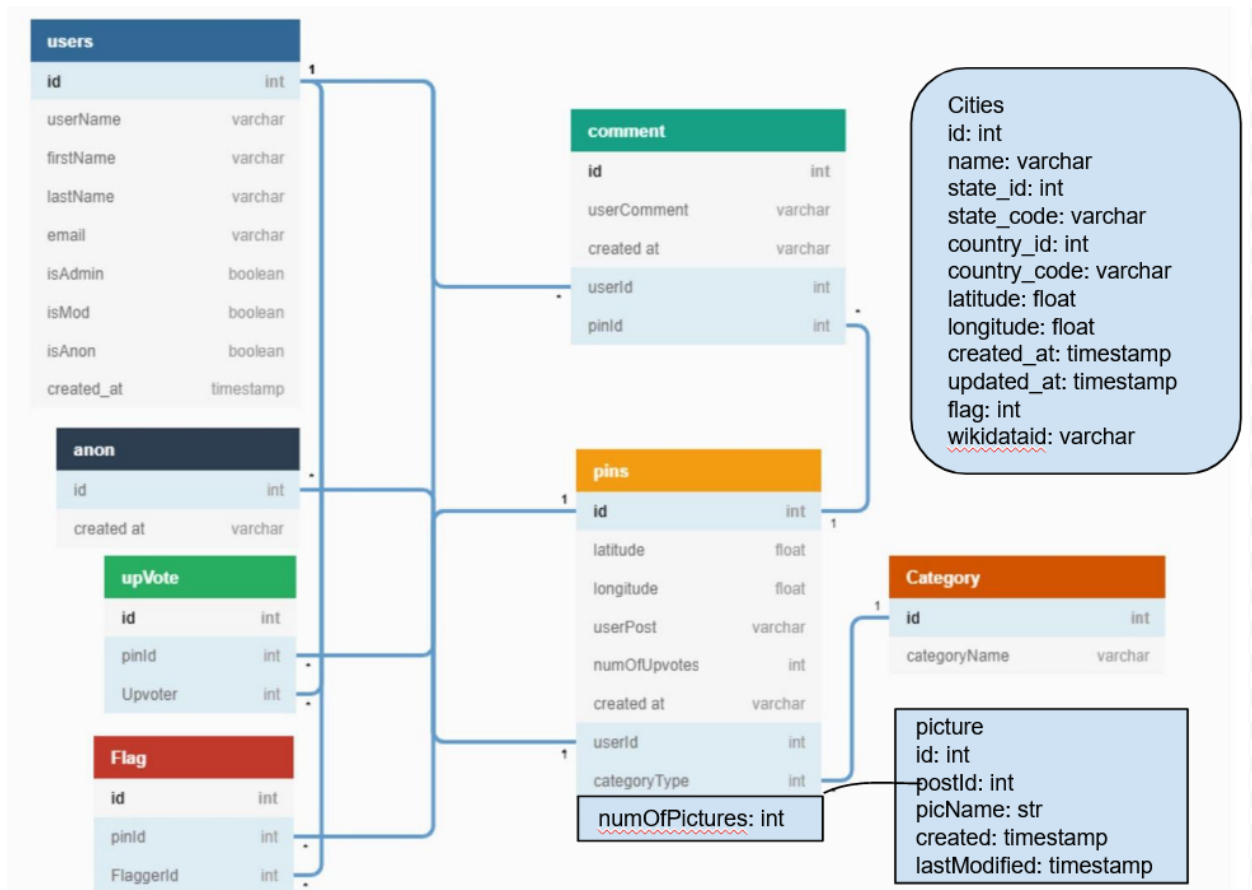 users
id int
userName varchar
firstName varchar
lastName varchar
email varchar
isAdmin boolean
isMod boolean
isAnon boolean
created_at timestamp
anon
id int
created at varchar
upVote
id int
pinId int
Upvoter int
Flag
id int
pinId int
FlaggerId int
comment
id int
userComment varchar
created at varchar
userId int
pinId int
pins
id int
latitude float
longitude float
userPost varchar
numOfUpvotes int
created at varchar
userId int
categoryType int
numOfPictures: int
Cities
id: int
name: varchar
state_id: int
state_code: varchar
country_id: int
country_code: varchar
latitude: float
longitude: float
created_at: timestamp
updated_at: timestamp
flag: int
wikidataid: varchar
Category
id int
categoryName varchar
picture
id: int
postId: int
picName: str
created: timestamp
lastModified: timestamp
1
*
*
1
*
1
1
1
*
*
*
*